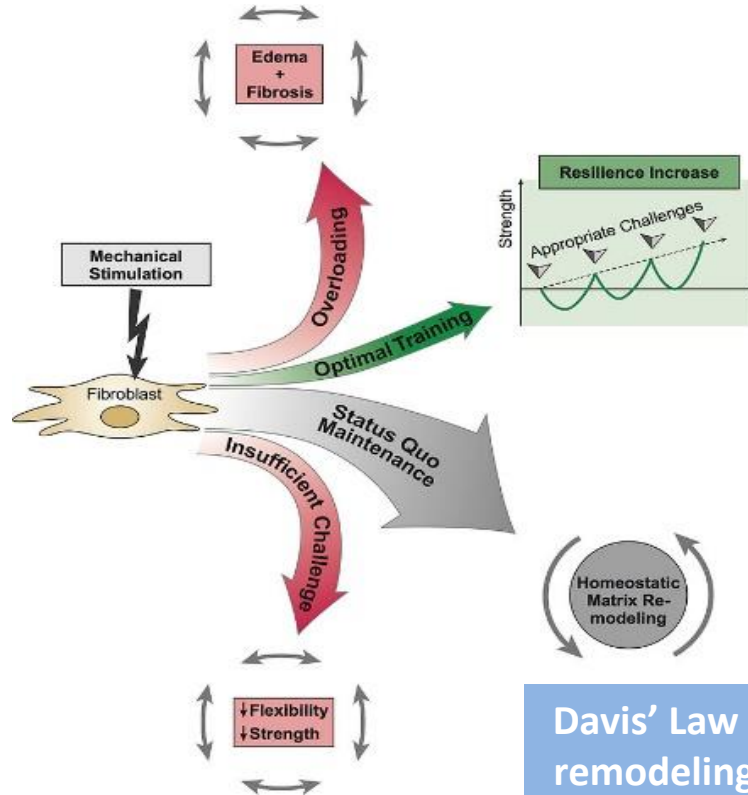 Edema
+
Fibrosis
Resilience Increase
Strength
Appropriate Challenges
Mechanical
Stimulation
Overloading
Optimal Training
Fibroblast
Status Quo
Maintenance
Insufficient Challenge
Homeostatic
Matrix Re-
modeling
↓Flexibility
↓Strength
Davis’ Law
remodeling